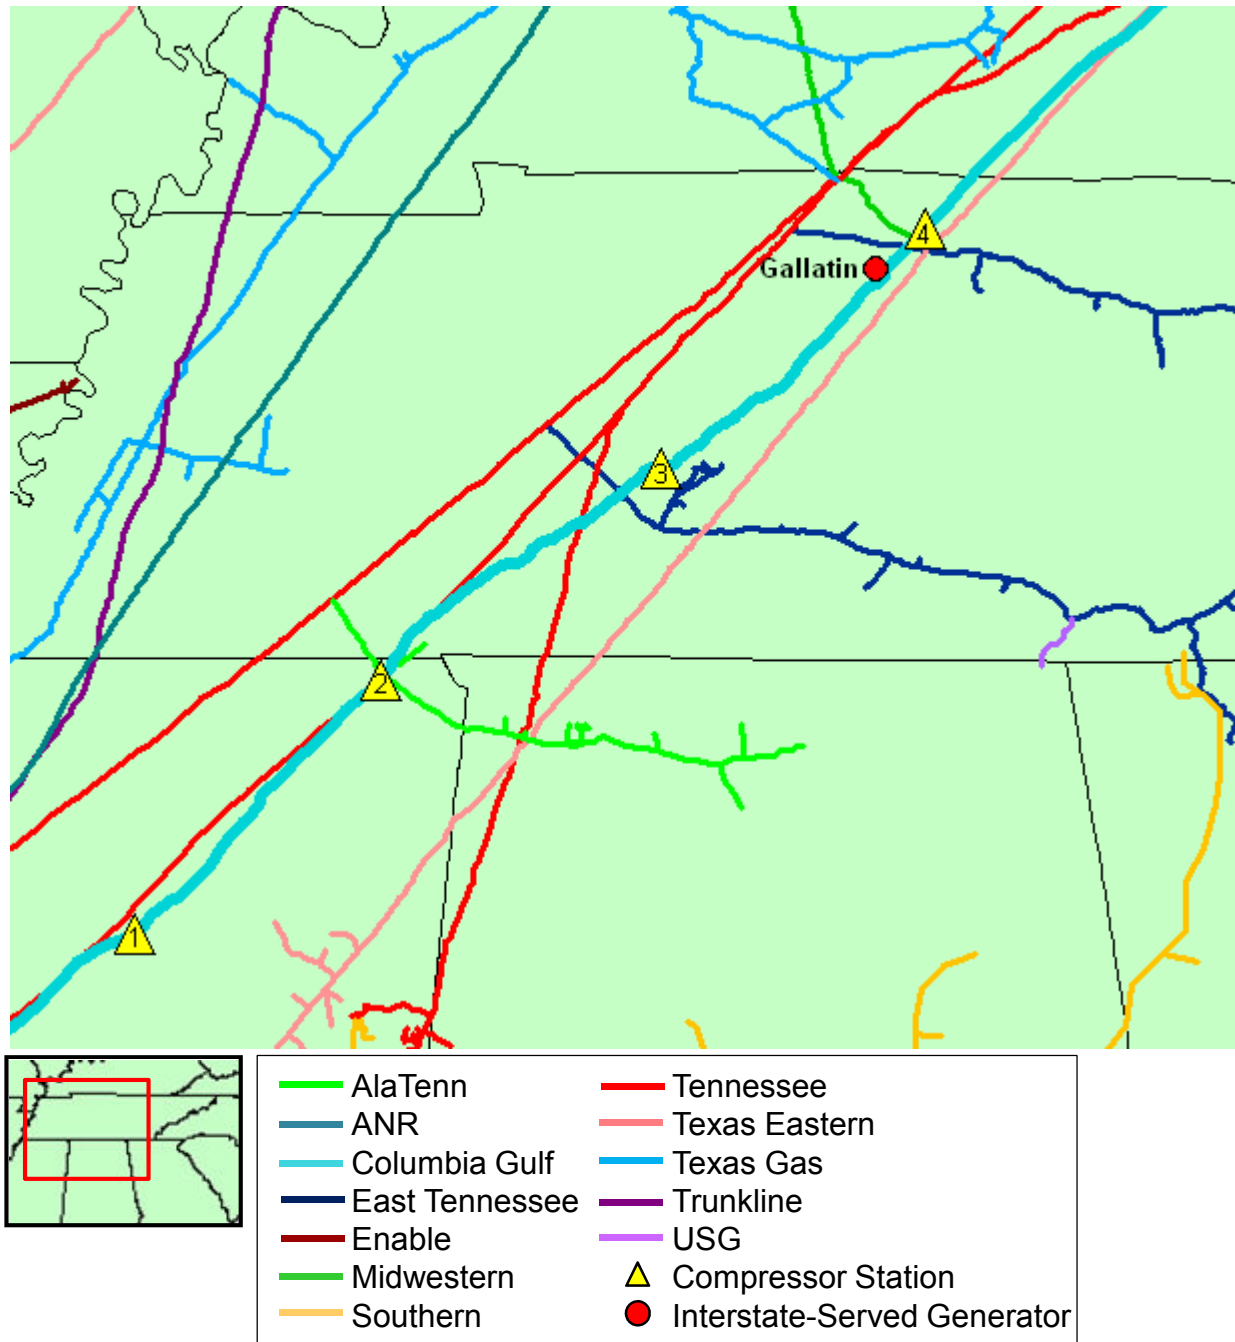 4
Gallatin
3
2
1
AlaTenn
ANR
Columbia Gulf
East Tennessee
Enable
Midwestern
Southern
Tennessee
Texas Eastern
Texas Gas
Trunkline
USG
Compressor Station
Interstate-Served Generator